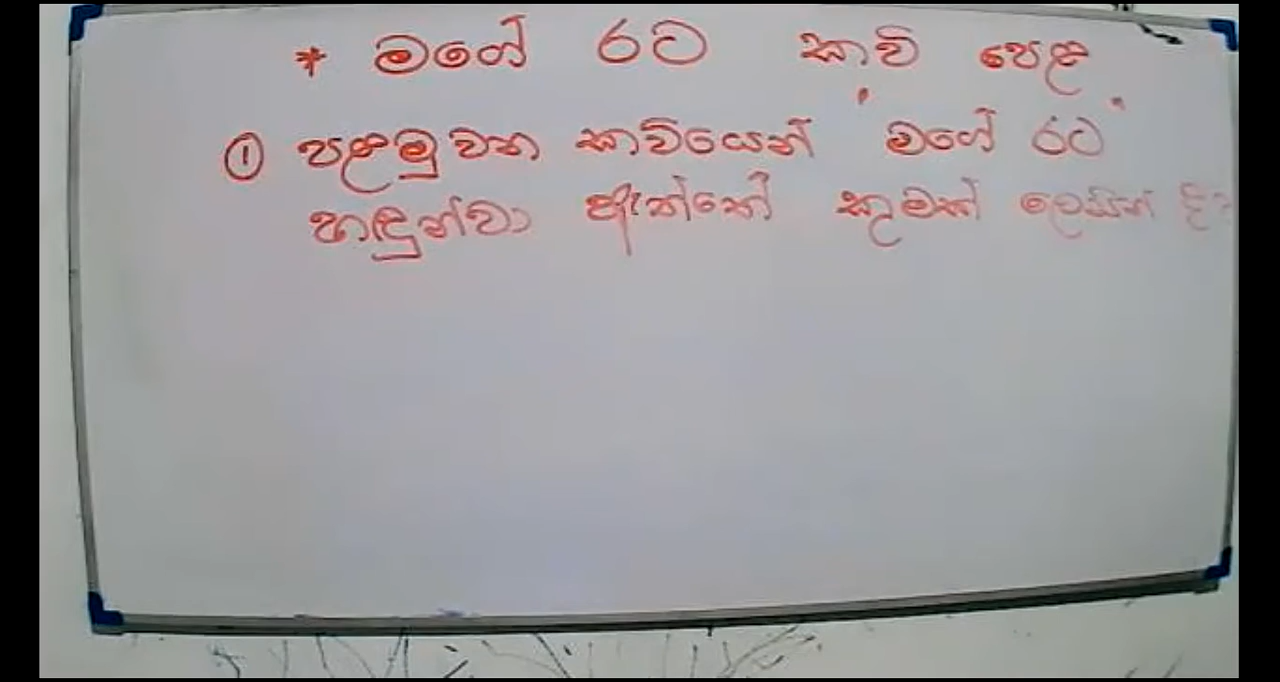 * මගේ රට කවි පෙළ
① පළමුවන කවියෙන් 'මගේ රට'
හඳුන්වා ඇත්තේ කුමක් ලෙසින් ද?